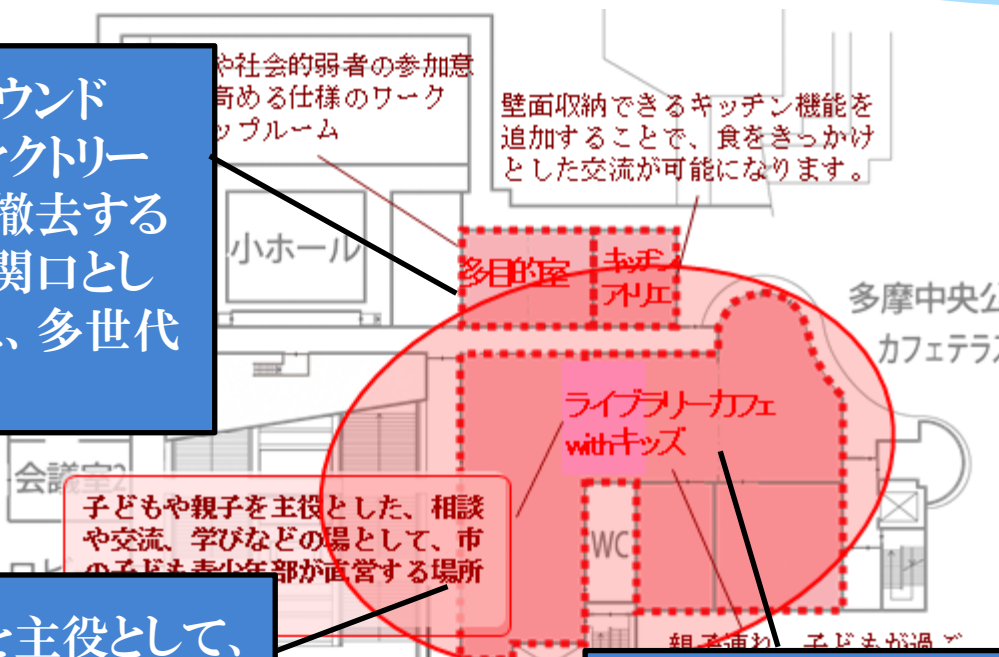 ウンド
クトリー
撤去する
関口とし
、多世代
や社会的弱者の参加意
高める仕様のワーク
ップルーム
壁面収納できるキッチン機能を
追加することで、食をきっかけ
とした交流が可能になります。
小ホール
多目的室
キッチン
アトリエ
多摩中央公
カフェテラス
ライブラリーカフェ
withキッズ
会議室2
子どもや親子を主役とした、相談
や交流、学びなどの場として、市
の子ども青少年部が直営する場所
WC
主役として、
親子連れ 子どもが過ご